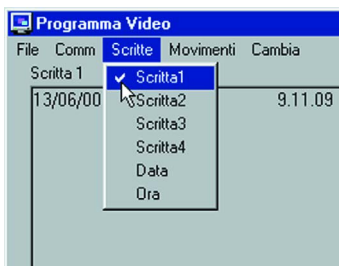 Programma Video
File Comm Scritte Movimenti Cambia
Scritta 1
Scritta1
13/06/00 Scritta2 9.11.09
Scritta3
Scritta4
Data
Ora